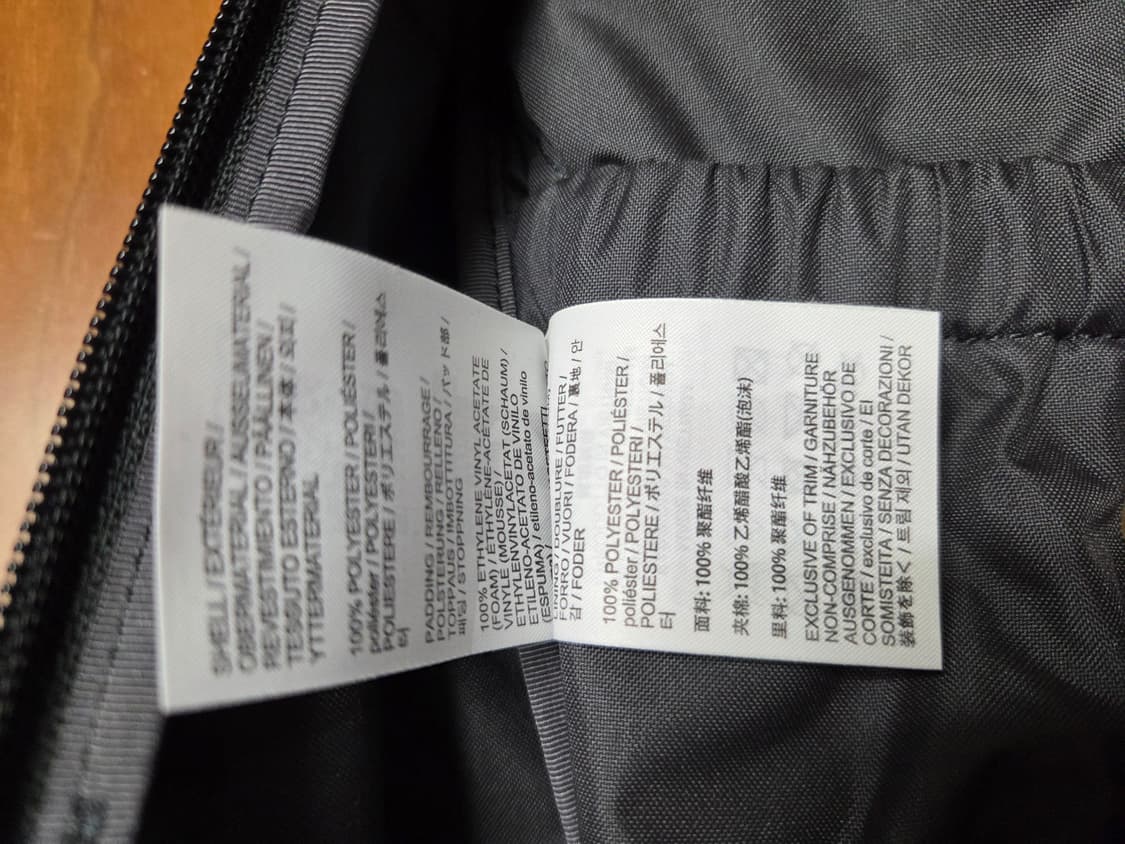 SHELL / EXTÉRIEUR /
OBERMATERIAL / AUSSEUMATERIAL /
REVESTIMIENTO / PÄÄLLINEN /
TESSUTO ESTERNO / 本体 / 외피 /
YTTERMATERIAL
100% POLYESTER / POLIÉSTER /
poliéster / POLYESTERI /
POLIESTERE / ポリエステル / 폴리에스
터
PADDING / REMBOURRAGE /
POLSTERUNG / RELLENO /
TOPPAUS / IMBOTTITURA / パッド部 /
패딩 / STOPPNING
100% ETHYLENE VINYL ACETATE
(FOAM) / ETHYLÈNE-ACÉTATE DE
VINYLE (MOUSSE) /
ETHYLENVINYLACETAT (SCHAUM) /
ETILENO-ACETATO DE VINILO
(ESPUMA) / etileno-acetato de vinilo
LINING / DOUBLURE / FUTTER /
FORRO / VUORI / FODERA / 裏地 / 안
감 / FODER
100% POLYESTER / POLIÉSTER /
poliéster / POLYESTERI /
POLIESTERE / ポリエステル / 폴리에스
터
面料: 100% 聚酯纤维
夹棉: 100% 乙烯醋酸乙烯酯(泡沫)
里料: 100% 聚酯纤维
EXCLUSIVE OF TRIM / GARNITURE
NON-COMPRISE / NÄHZUBEHÖR
AUSGENOMMEN / EXCLUSIVO DE
CORTE / exclusivo de corte / EI
SOMISTEITA / SENZA DECORAZIONI /
装飾を除く / 트림 제외 / UTAN DEKOR